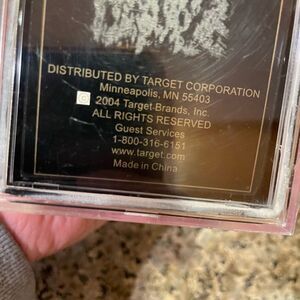 DISTRIBUTED BY TARGET CORPORATION
Minneapolis, MN 55403
© 2004 Target Brands, Inc.
ALL RIGHTS RESERVED
Guest Services
1-800-316-6151
www.target.com
Made in China